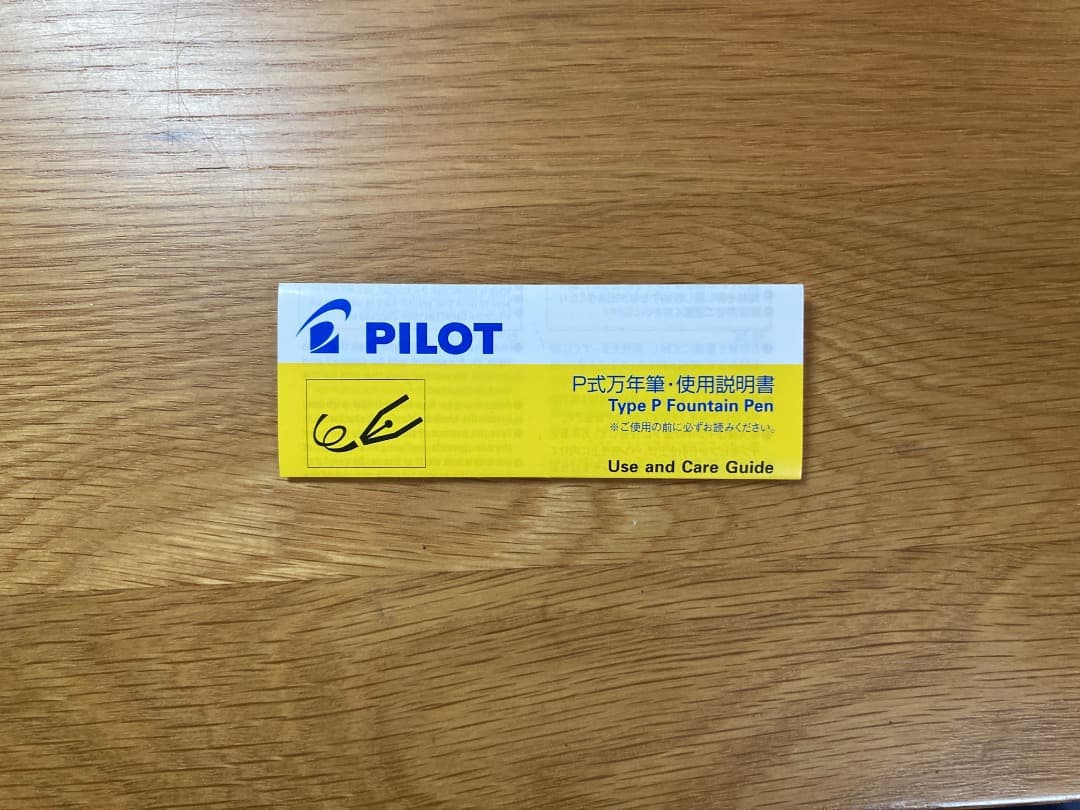 PILOT
P式万年筆・使用説明書
Type P Fountain Pen
※ご使用の前に必ずお読みください。
Use and Care Guide